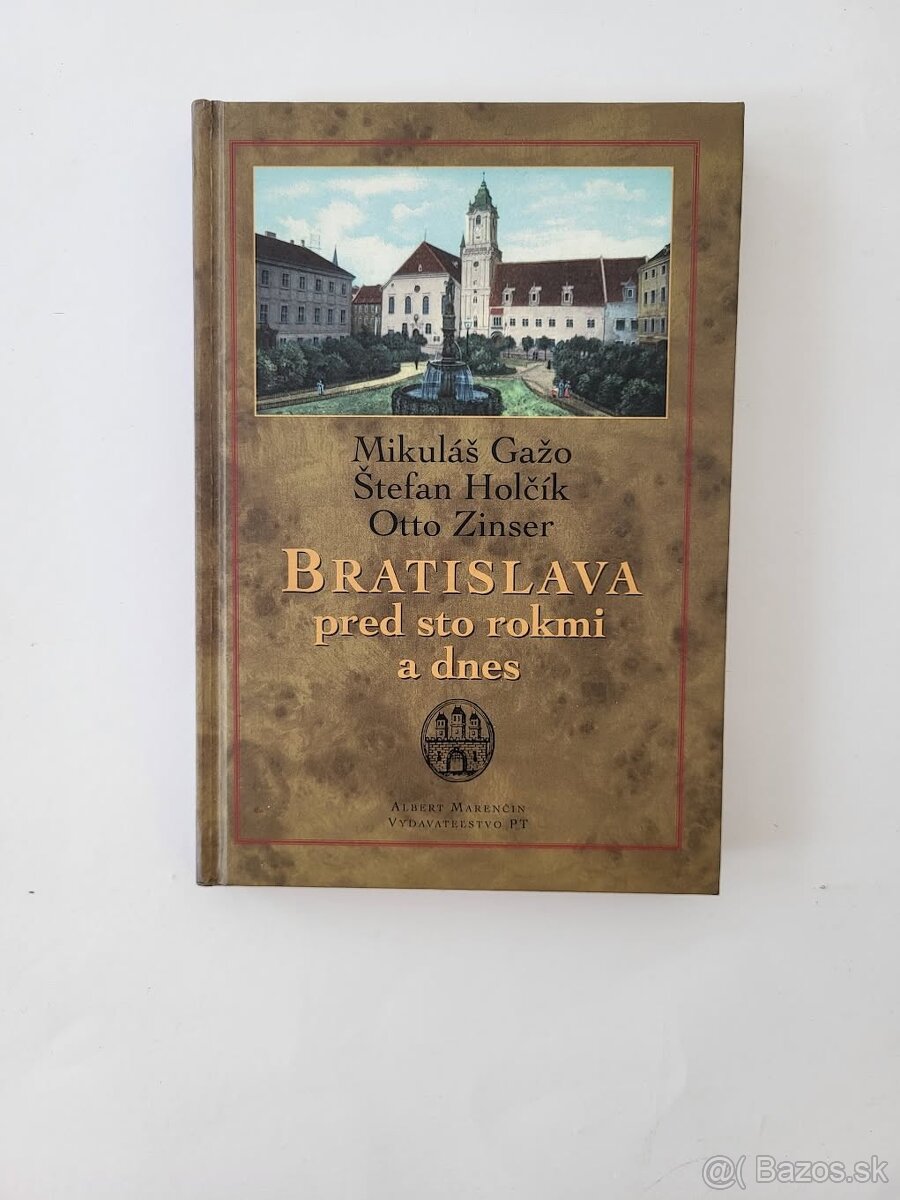 Mikuláš Gažo
Štefan Holčík
Otto Zinser
BRATISLAVA
pred sto rokmi
a dnes
ALBERT MARENČIN
VYDAVATEĽSTVO PT
@( Bazos.sk